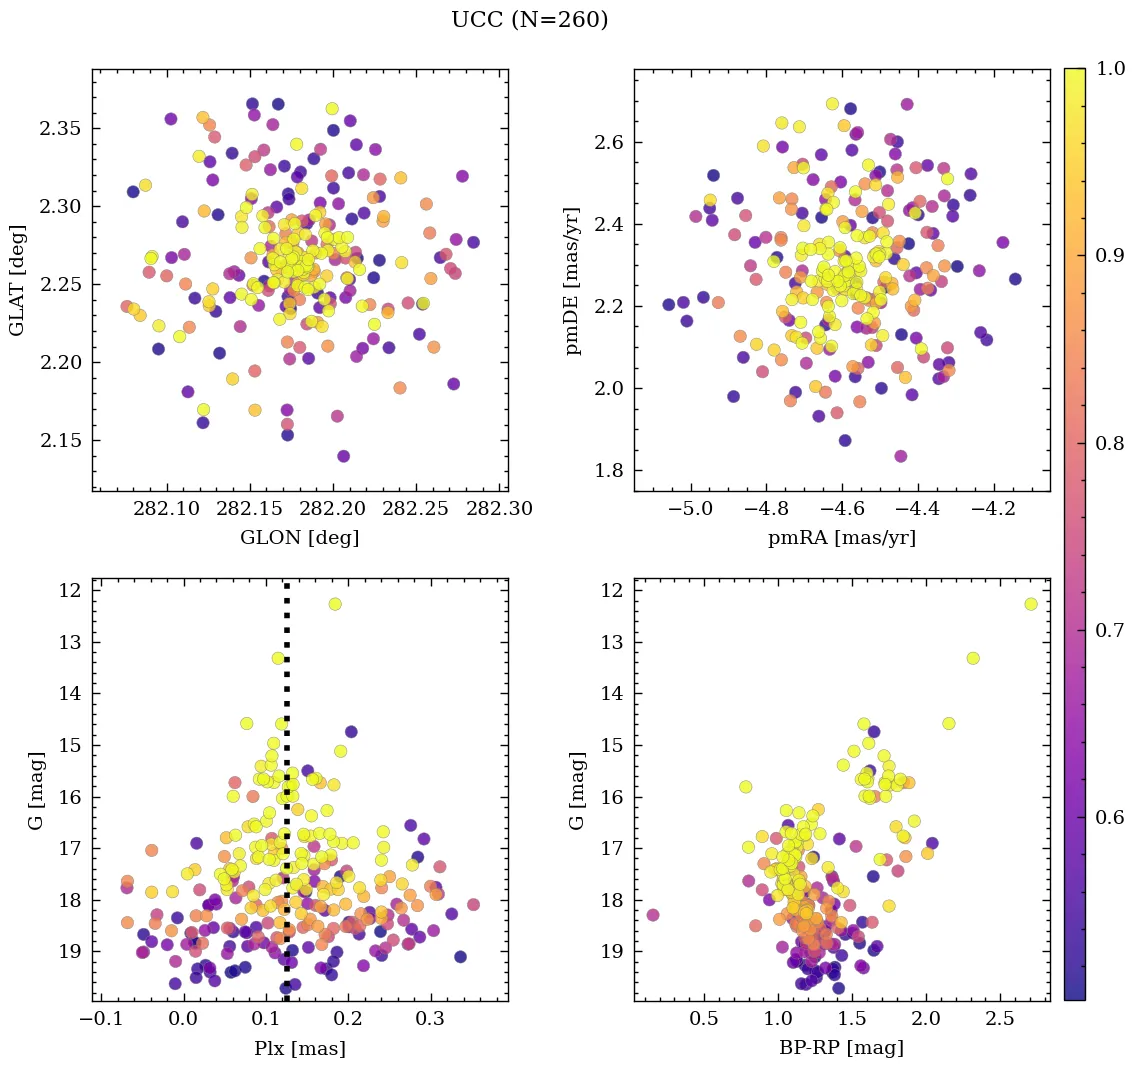 UCC (N=260)
2.35
2.30
2.25
2.20
2.15
GLAT [deg]
282.10 282.15 282.20 282.25 282.30
GLON [deg]
2.6
2.4
2.2
2.0
1.8
pmDE [mas/yr]
−5.0 −4.8 −4.6 −4.4 −4.2
pmRA [mas/yr]
1.0
0.9
0.8
0.7
0.6
12
13
14
15
16
17
18
19
G [mag]
−0.1 0.0 0.1 0.2 0.3
Plx [mas]
12
13
14
15
16
17
18
19
G [mag]
0.5 1.0 1.5 2.0 2.5
BP-RP [mag]